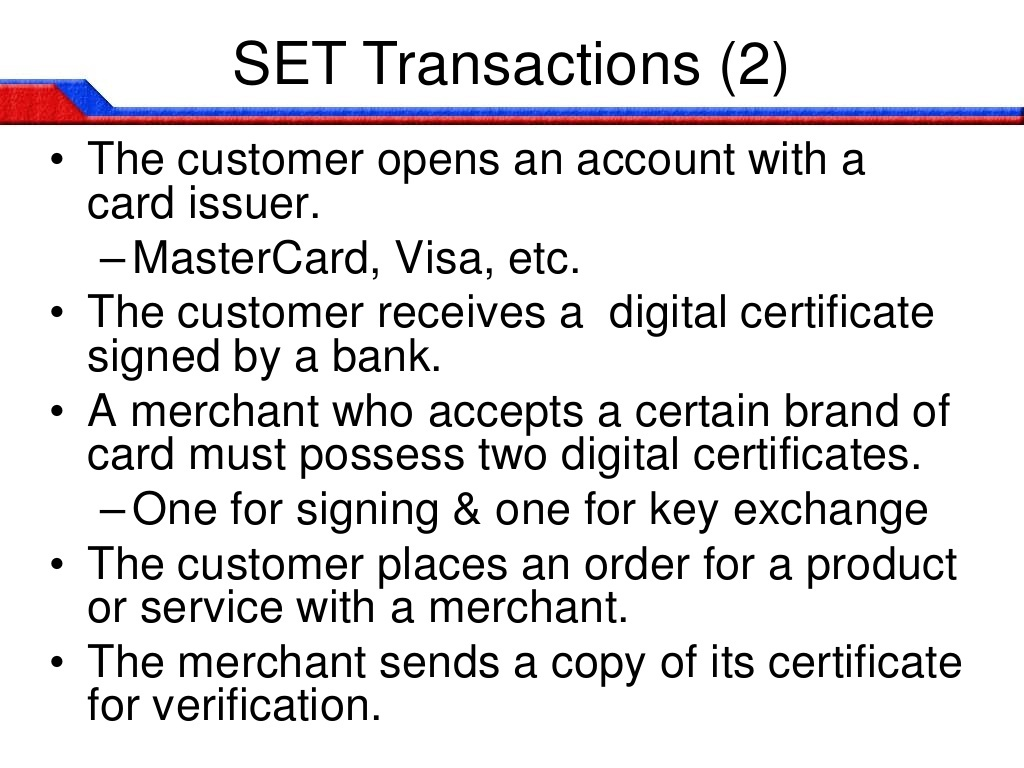 SET Transactions (2)
• The customer opens an account with a
card issuer.
– MasterCard, Visa, etc.
• The customer receives a  digital certificate
signed by a bank.
• A merchant who accepts a certain brand of
card must possess two digital certificates.
– One for signing & one for key exchange
• The customer places an order for a product
or service with a merchant.
• The merchant sends a copy of its certificate
for verification.